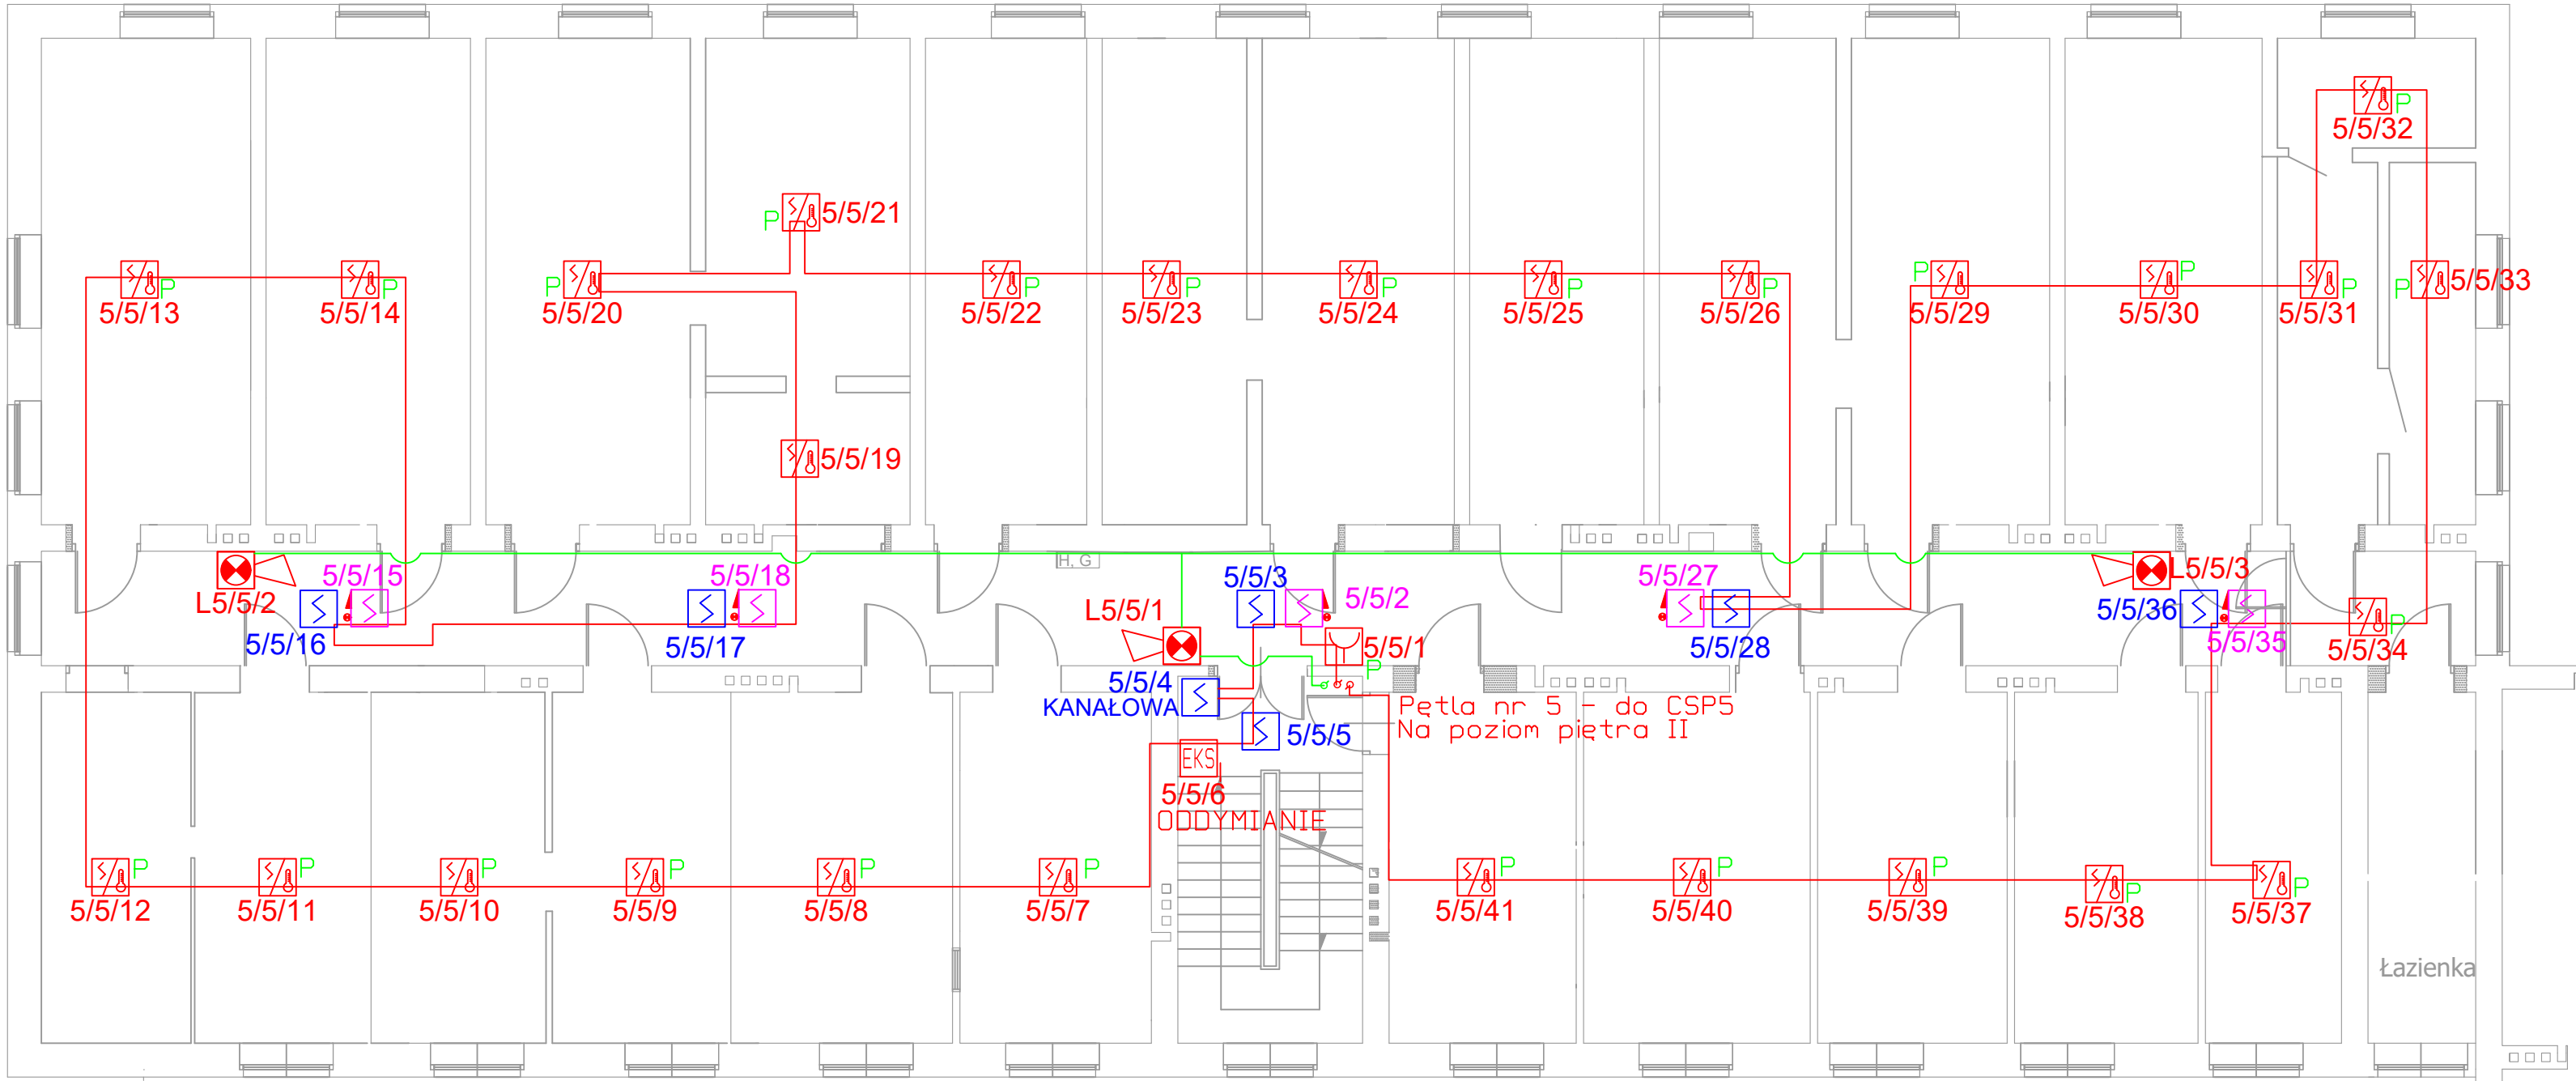 P
5/5/32
5/5/21
P
P
5/5/13
P
5/5/14
P
5/5/20
P
5/5/22
P
5/5/23
P
5/5/24
P
5/5/25
P
5/5/26
P
5/5/29
P
5/5/30
P
5/5/31
P
5/5/33
5/5/19
H, G
L5/5/2
5/5/15
5/5/16
5/5/18
5/5/17
L5/5/1
5/5/3
5/5/2
5/5/1
P
5/5/27
5/5/28
L5/5/3
5/5/36
5/5/35
P
5/5/34
5/5/4
KANAŁOWA
5/5/5
EKS
5/5/6
ODDYMIANIE
Pętla nr 5 - do CSP5
Na poziom piętra II
P
5/5/12
P
5/5/11
P
5/5/10
P
5/5/9
P
5/5/8
P
5/5/7
P
5/5/41
P
5/5/40
P
5/5/39
P
5/5/38
P
5/5/37
Łazienka